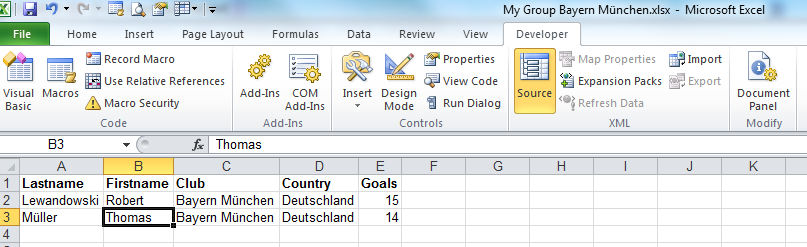 My Group Bayern München.xlsx - Microsoft Excel
File Home Insert Page Layout Formulas Data Review View Developer
Visual Basic
Macros
Record Macro
Use Relative References
Macro Security
Code
Add-Ins
COM Add-Ins
Add-Ins
Insert
Design Mode
Properties
View Code
Run Dialog
Controls
Source
Map Properties
Expansion Packs
Refresh Data
Import
Export
XML
Document Panel
Modify
B3 fx Thomas
A B C D E F G H I J K
1 Lastname Firstname Club Country Goals
2 Lewandowski Robert Bayern München Deutschland 15
3 Müller Thomas Bayern München Deutschland 14
4
5